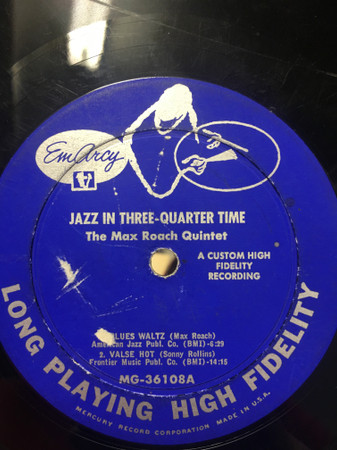 EmArcy
JAZZ IN THREE-QUARTER TIME
The Max Roach Quintet
A CUSTOM HIGH
FIDELITY
RECORDING
BLUES WALTZ (Max Roach)
American Jazz Publ. Co. (BMI)-6:29
2. VALSE HOT (Sonny Rollins)
Frontier Music Publ. Co. (BMI)-14:15
MG-36108A
LONG PLAYING HIGH FIDELITY
MERCURY RECORD CORPORATION MADE IN U.S.A.